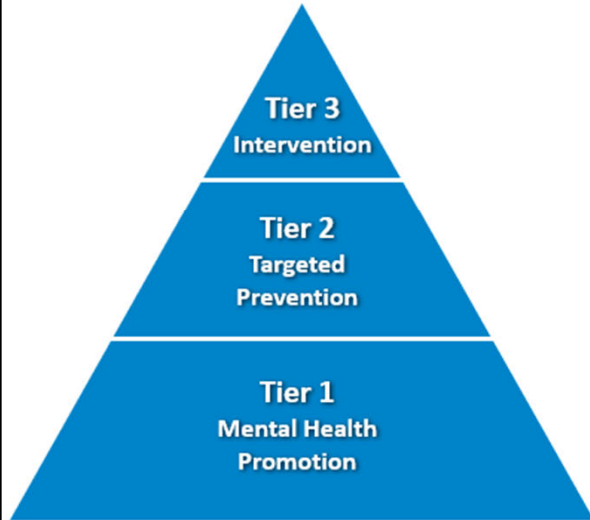 Tier 3
Intervention
Tier 2
Targeted
Prevention
Tier 1
Mental Health
Promotion